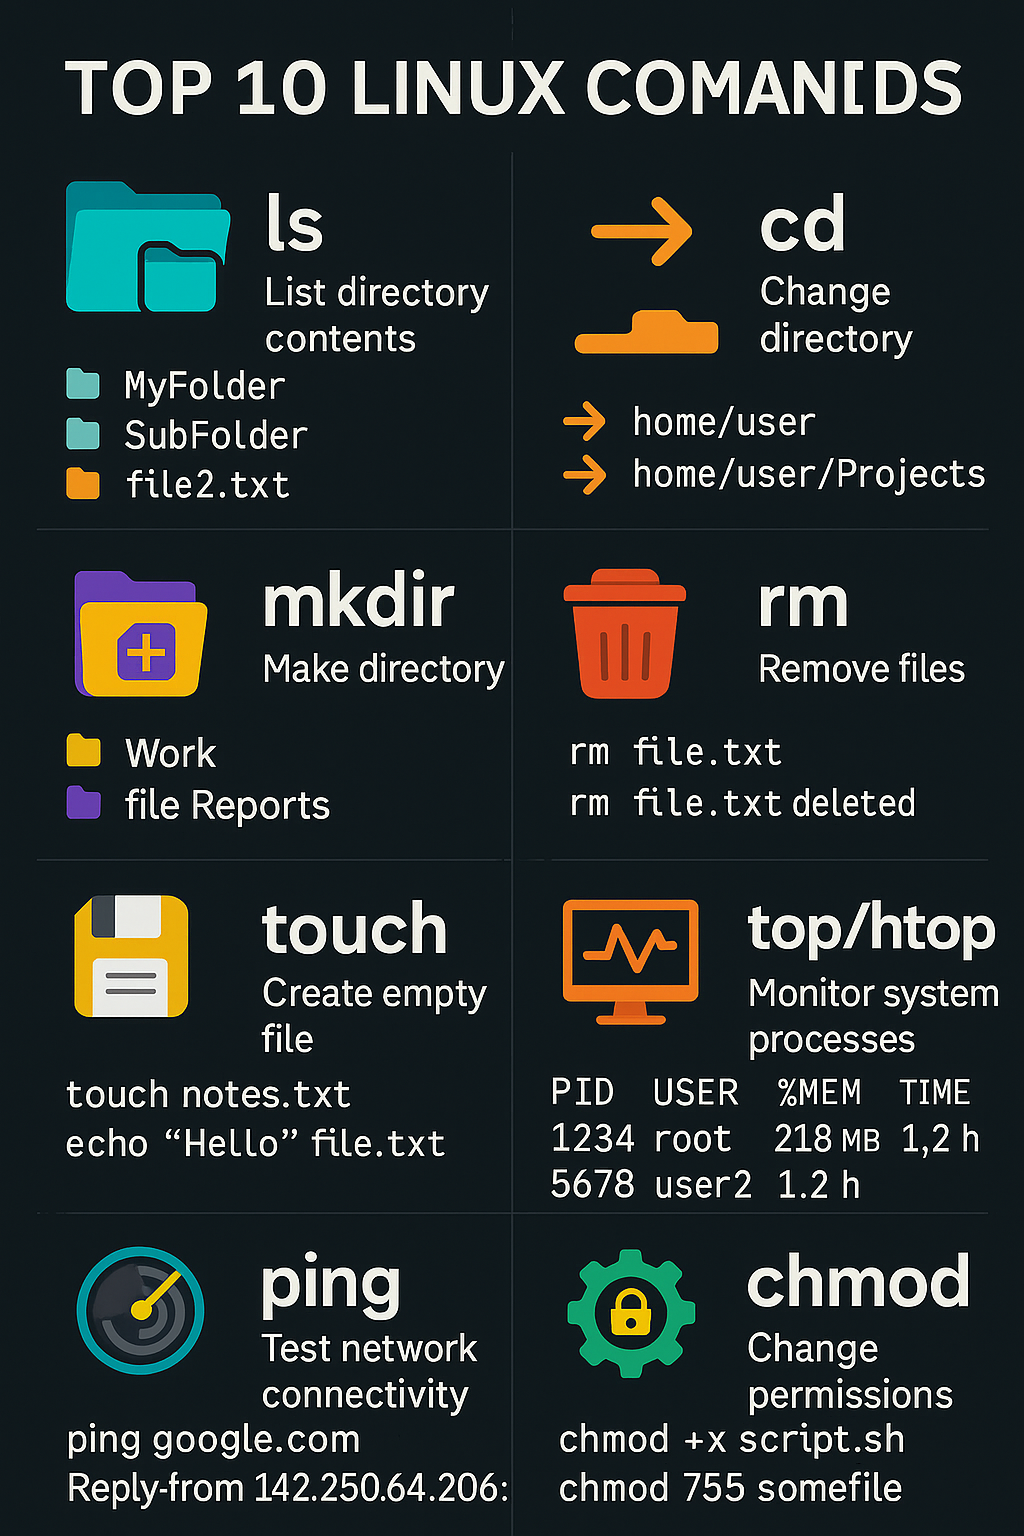 TOP 10 LINUX COMANDS
ls
List directory
contents
MyFolder
SubFolder
file2.txt
cd
Change
directory
home/user
home/user/Projects
mkdir
Make directory
Work
file Reports
rm
Remove files
rm file.txt
rm file.txt deleted
touch
Create empty
file
touch notes.txt
echo “Hello” file.txt
top/htop
Monitor system
processes
PID USER %MEM TIME
1234 root 218 MB 1,2 h
5678 user2 1.2 h
ping
Test network
connectivity
ping google.com
Reply-from 142.250.64.206:
chmod
Change
permissions
chmod +x script.sh
chmod 755 somefile